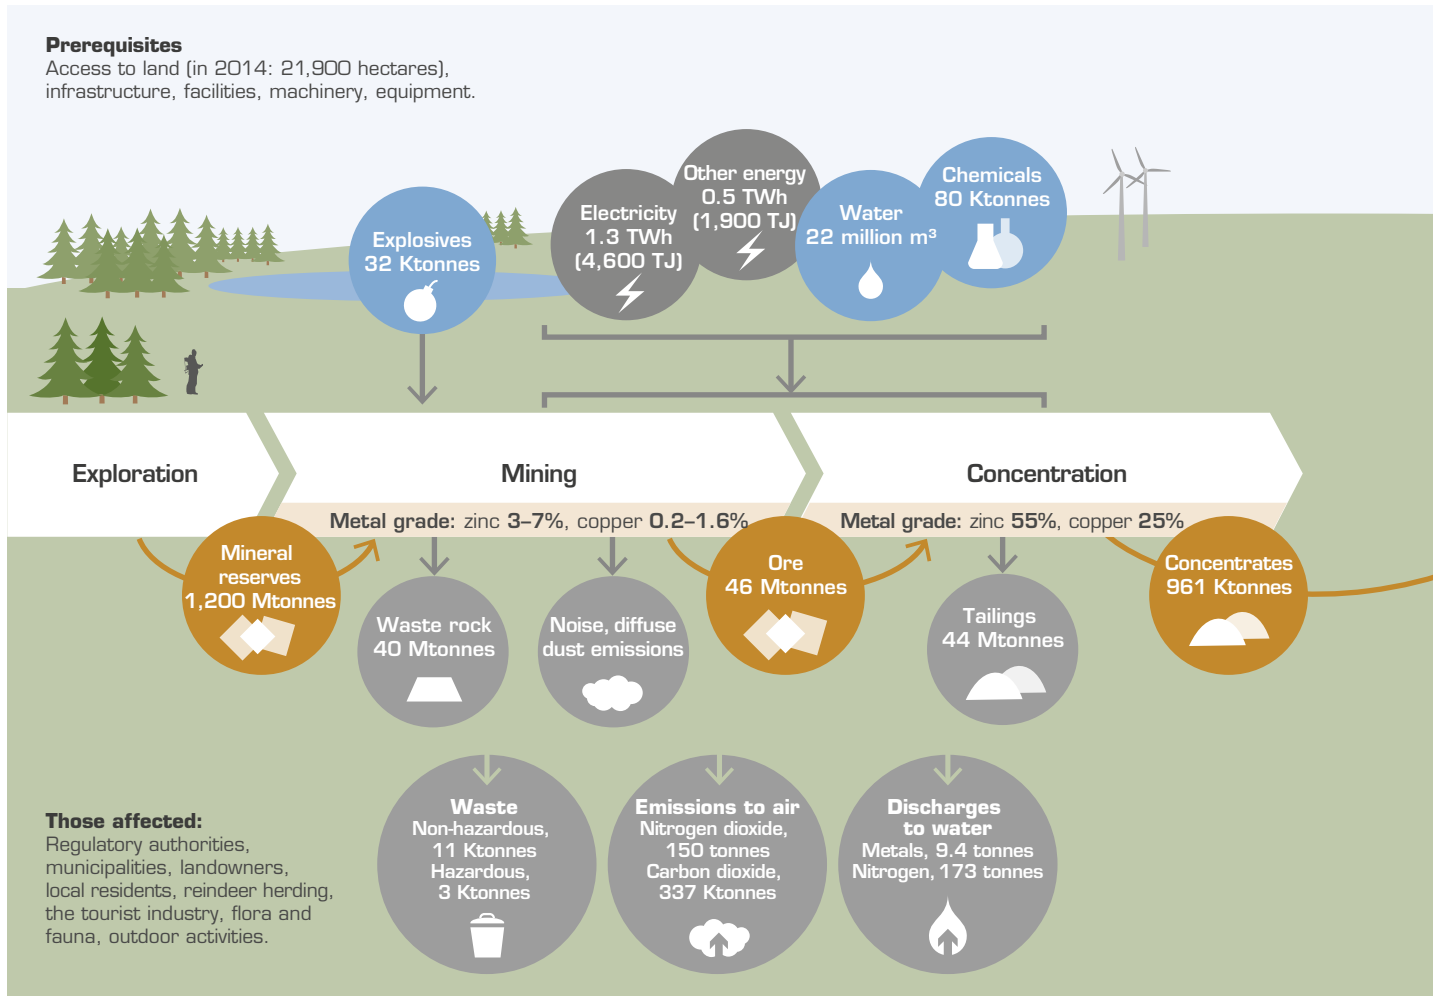 Prerequisites
Access to land (in 2014: 21,900 hectares),
infrastructure, facilities, machinery, equipment.
Explosives
32 Ktonnes
Electricity
1.3 TWh
(4,600 TJ)
Other energy
0.5 TWh
(1,900 TJ)
Water
22 million m³
Chemicals
80 Ktonnes
Exploration
Mining
Concentration
Metal grade: zinc 3–7%, copper 0.2–1.6%
Metal grade: zinc 55%, copper 25%
Mineral
reserves
1,200 Mtonnes
Waste rock
40 Mtonnes
Noise, diffuse
dust emissions
Ore
46 Mtonnes
Tailings
44 Mtonnes
Concentrates
961 Ktonnes
Those affected:
Regulatory authorities,
municipalities, landowners,
local residents, reindeer herding,
the tourist industry, flora and
fauna, outdoor activities.
Waste
Non-hazardous,
11 Ktonnes
Hazardous,
3 Ktonnes
Emissions to air
Nitrogen dioxide,
150 tonnes
Carbon dioxide,
337 Ktonnes
Discharges
to water
Metals, 9.4 tonnes
Nitrogen, 173 tonnes